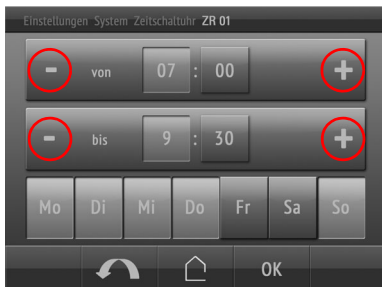 Einstellungen System Zeitschaltuhr ZR 01
- von 07 : 00 +
- bis 9 : 30 +
Mo Di Mi Do Fr Sa So
OK